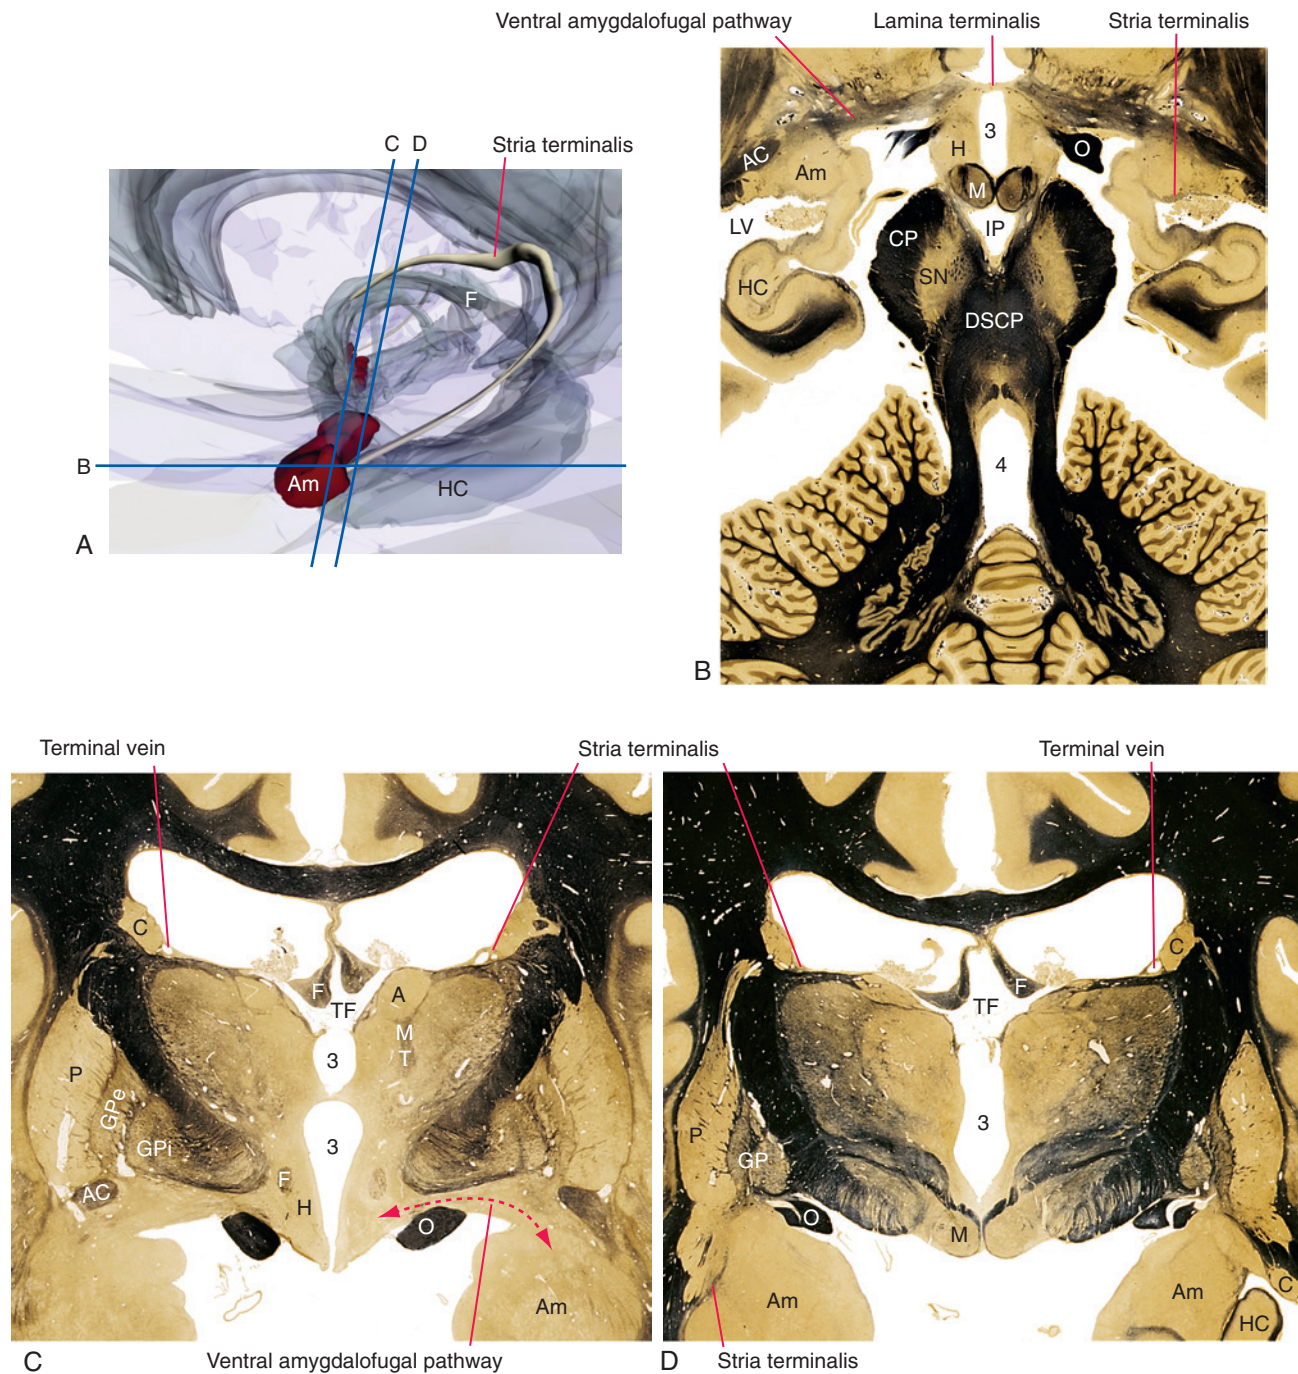 Ventral amygdalofugal pathway
Lamina terminalis
Stria terminalis
C D
Stria terminalis
F
B
Am
HC
A
3
H
O
AC
Am
M
LV
IP
CP
SN
HC
DSCP
4
B
Terminal vein
Stria terminalis
Terminal vein
C
F
TF
A
M
T
3
P
GPe
GPi
3
AC
F
H
O
Am
C
Ventral amygdalofugal pathway
C
F
TF
3
P
GP
O
M
Am
Am
C
HC
D
Stria terminalis